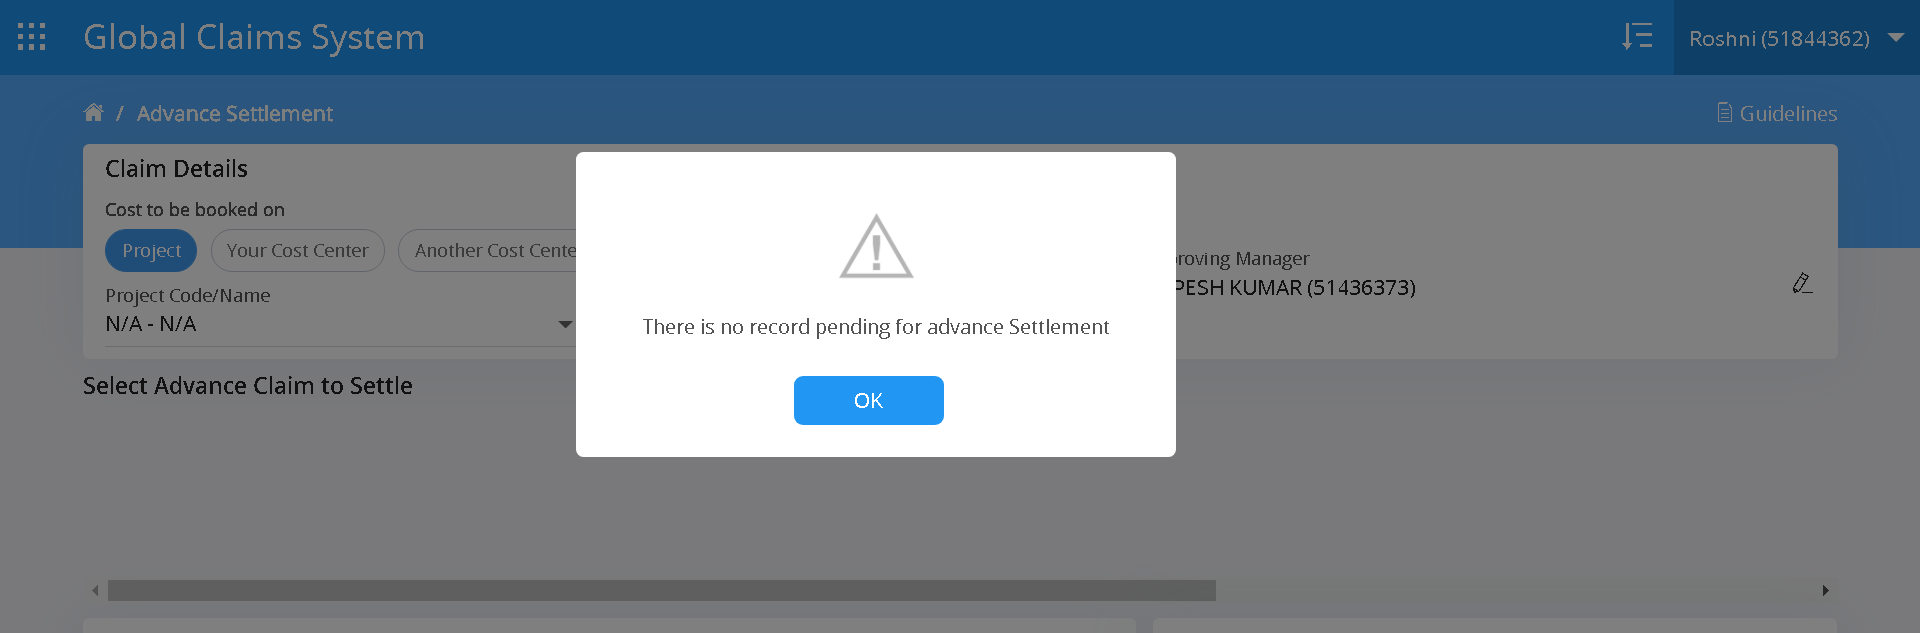 Global Claims System
Roshni (51844362)
/ Advance Settlement
Guidelines
Claim Details
Cost to be booked on
Project
Your Cost Center
Another Cost Cente
roving Manager
Project Code/Name
PESH KUMAR (51436373)
N/A - N/A
There is no record pending for advance Settlement
Select Advance Claim to Settle
OK